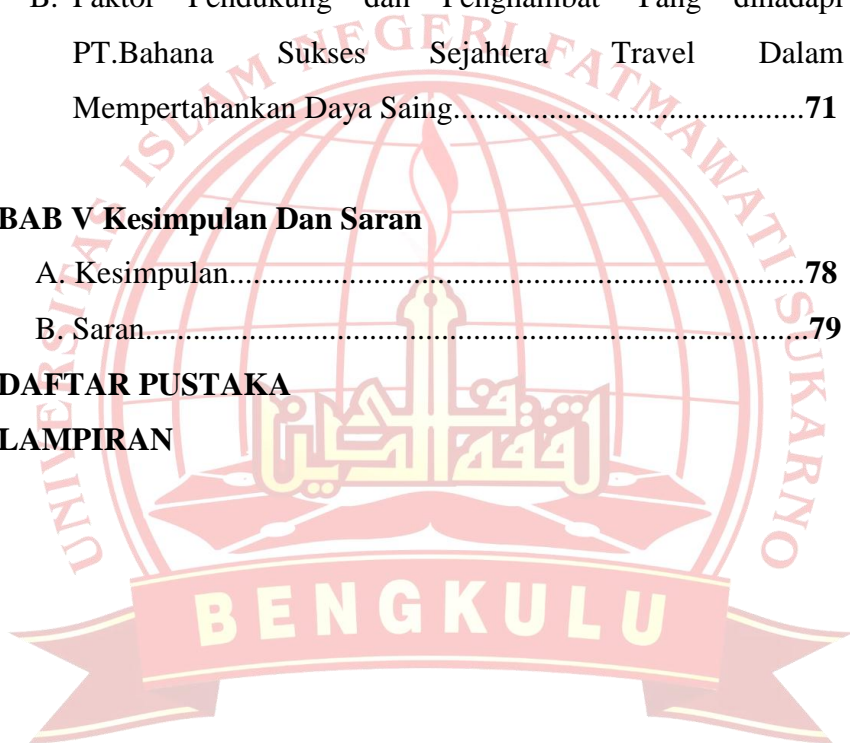 B. Faktor Pendukung dan Penghambat Yang dihadapi
PT.Bahana Sukses Sejahtera Travel Dalam
Mempertahankan Daya Saing............................................71
BAB V Kesimpulan Dan Saran
A. Kesimpulan........................................................................78
B. Saran...................................................................................79
DAFTAR PUSTAKA
LAMPIRAN
UNIVERSITAS ISLAM NEGERI FATMAWATI SUKARNO
BENGKULU